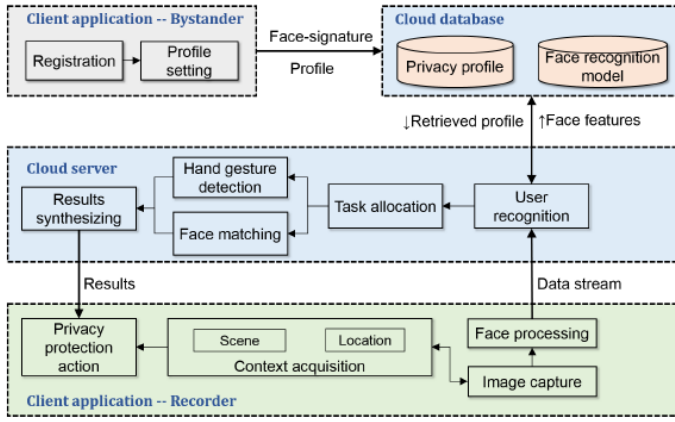 Client application -- Bystander
Registration
Profile
setting
Face-signature
Profile
Cloud database
Privacy profile
Face recognition
model
↓Retrieved profile
↑Face features
Cloud server
Hand gesture
detection
Results
synthesizing
Face matching
Task allocation
User
recognition
Results
Data stream
Privacy
protection
action
Scene
Location
Context acquisition
Face processing
Image capture
Client application -- Recorder